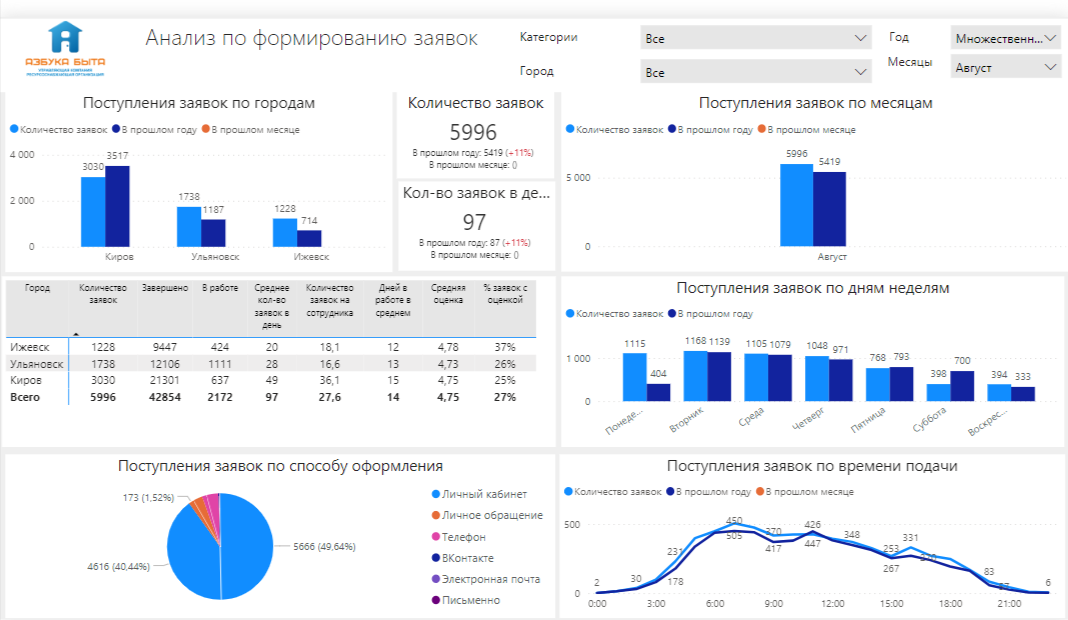 АЗБУКА БЫТА
УПРАВЛЯЮЩАЯ КОМПАНИЯ
РЕСУРСОСНАБЖАЮЩАЯ ОРГАНИЗАЦИЯ
Анализ по формированию заявок
Категории
Все
Год
Множественн...
Город
Все
Месяцы
Август
Поступления заявок по городам
Количество заявок В прошлом году В прошлом месяце
4 000
2 000
0
3030 3517
1738 1187
1228 714
Киров Ульяновск Ижевск
Количество заявок
5996
В прошлом году: 5419 (+11%)
В прошлом месяце: ()
Кол-во заявок в де...
97
В прошлом году: 87 (+11%)
В прошлом месяце: ()
Поступления заявок по месяцам
Количество заявок В прошлом году В прошлом месяце
5 000
0
5996 5419
Август
Город Количество заявок Завершено В работе Среднее кол-во заявок в день Количество заявок на сотрудника Дней в работе в среднем Средняя оценка % заявок с оценкой
Ижевск 1228 9447 424 20 18,1 12 4,78 37%
Ульяновск 1738 12106 1111 28 16,6 13 4,73 26%
Киров 3030 21301 637 49 36,1 15 4,75 25%
Всего 5996 42854 2172 97 27,6 14 4,75 27%
Поступления заявок по дням неделям
Количество заявок В прошлом году
1 000
0
1115 404
1168 1139
1105 1079
1048 971
768 793
398 700
394 333
Понеде... Вторник Среда Четверг Пятница Суббота Воскрес...
Поступления заявок по способу оформления
173 (1,52%)
5666 (49,64%)
4616 (40,44%)
Личный кабинет
Личное обращение
Телефон
ВКонтакте
Электронная почта
Письменно
Поступления заявок по времени подачи
Количество заявок В прошлом году В прошлом месяце
500
0
2 30 231 178 450 505 370 417 426 447 348 253 267 331 83 6
0:00 3:00 6:00 9:00 12:00 15:00 18:00 21:00